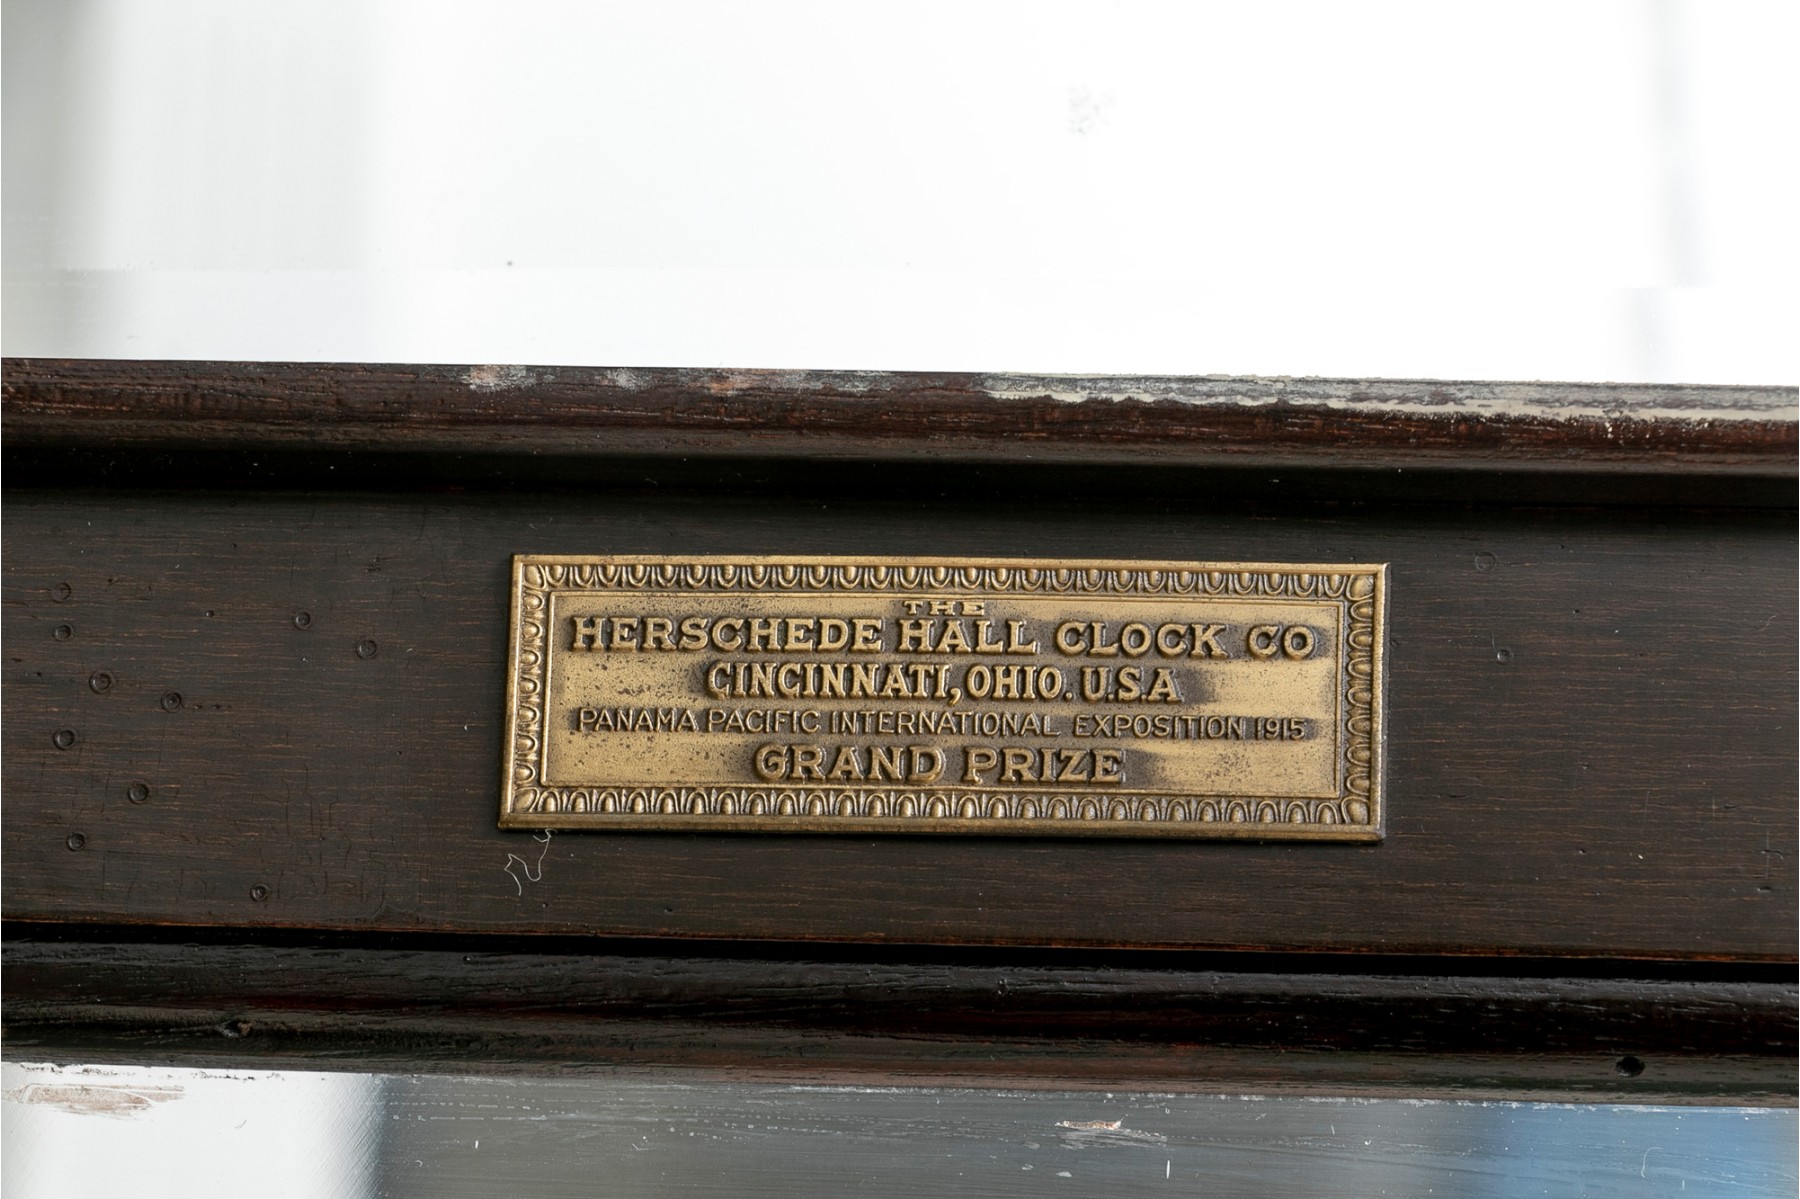 THE
HERSCHEDE HALL CLOCK CO
CINCINNATI, OHIO. U.S.A
PANAMA PACIFIC INTERNATIONAL EXPOSITION 1915
GRAND PRIZE